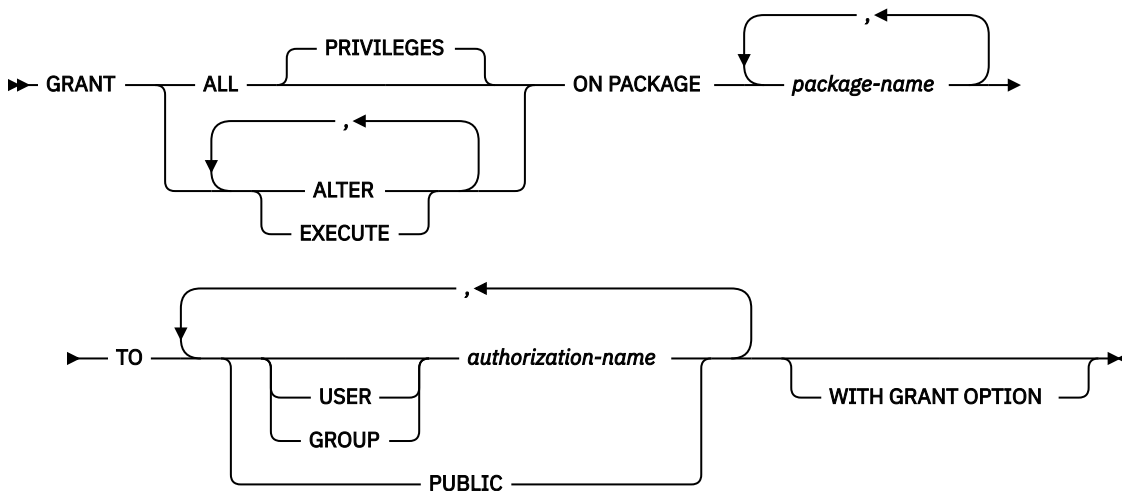 ,
PRIVILEGES
GRANT ALL ON PACKAGE package-name
,
ALTER
EXECUTE
,
TO authorization-name
USER WITH GRANT OPTION
GROUP
PUBLIC